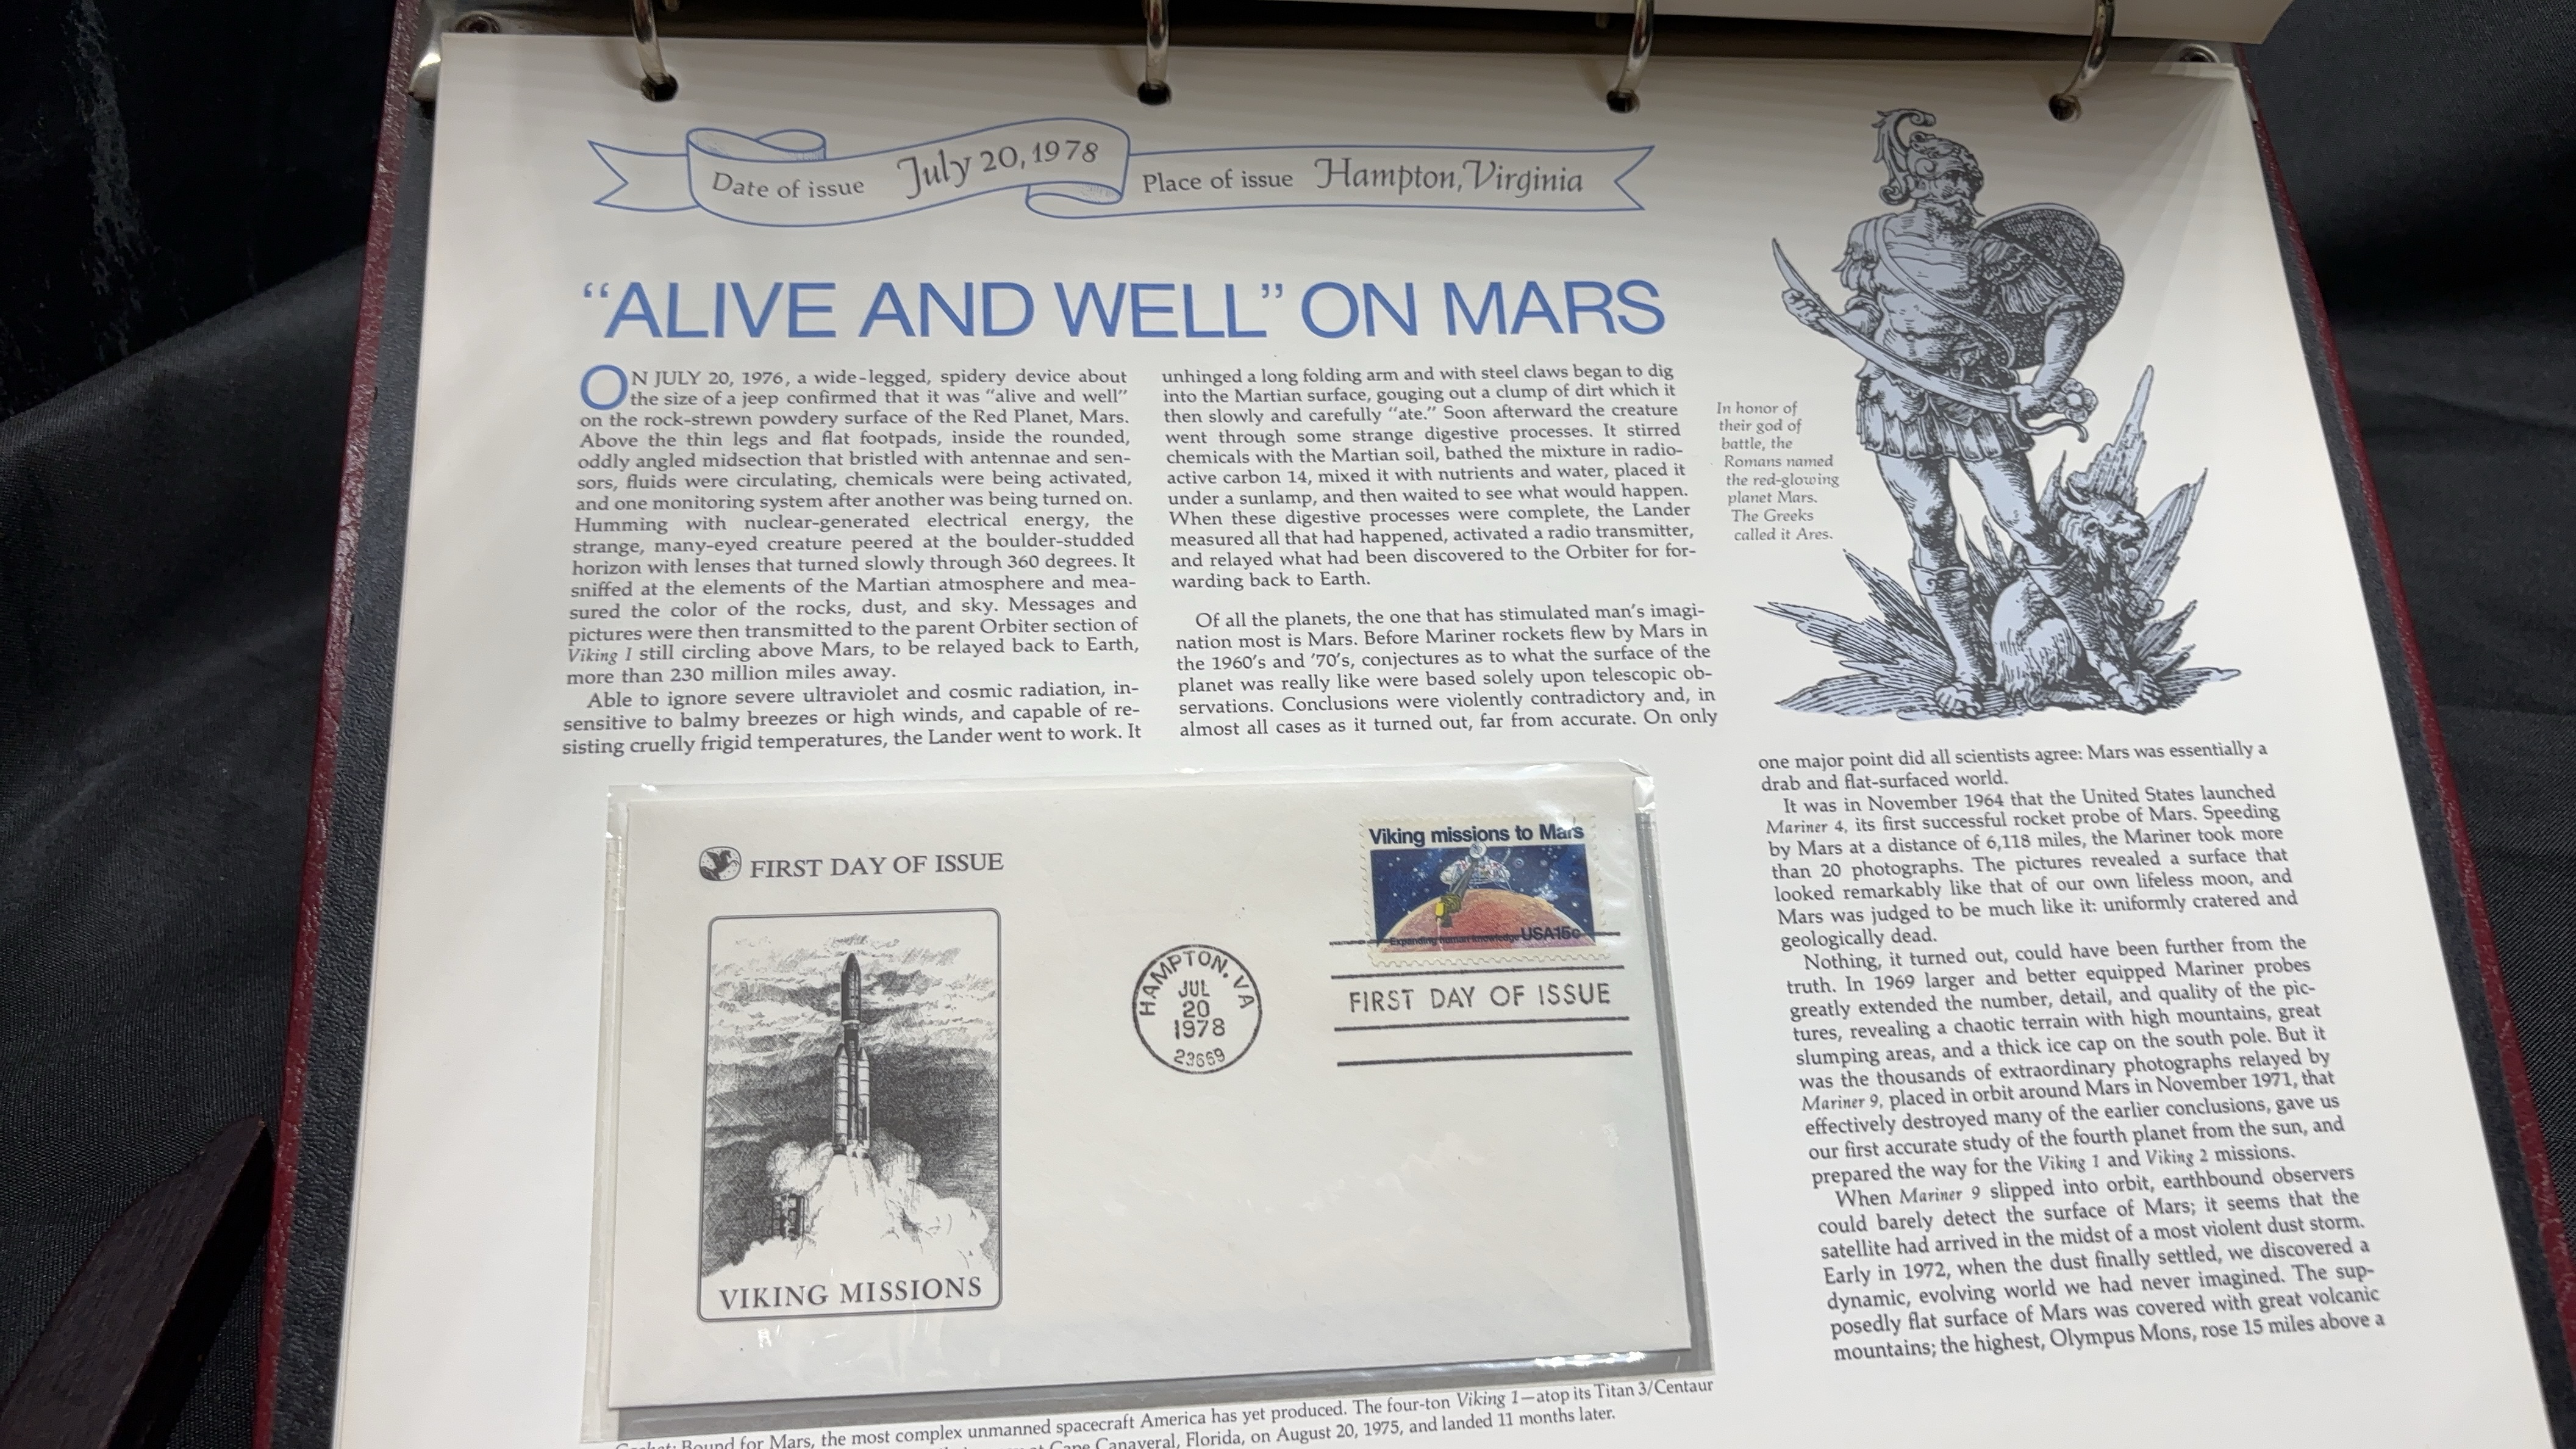 Date of issue July 20, 1978 Place of issue Hampton, Virginia
"ALIVE AND WELL" ON MARS
ON JULY 20, 1976, a wide-legged, spidery device about
the size of a jeep confirmed that it was "alive and well"
on the rock-strewn powdery surface of the Red Planet, Mars.
Above the thin legs and flat footpads, inside the rounded,
oddly angled midsection that bristled with antennae and sen-
sors, fluids were circulating, chemicals were being activated,
and one monitoring system after another was being turned on.
Humming with nuclear-generated electrical energy, the
strange, many-eyed creature peered at the boulder-studded
horizon with lenses that turned slowly through 360 degrees. It
sniffed at the elements of the Martian atmosphere and mea-
sured the color of the rocks, dust, and sky. Messages and
pictures were then transmitted to the parent Orbiter section of
Viking 1 still circling above Mars, to be relayed back to Earth,
more than 230 million miles away.
Able to ignore severe ultraviolet and cosmic radiation, in-
sensitive to balmy breezes or high winds, and capable of re-
sisting cruelly frigid temperatures, the Lander went to work. It
unhinged a long folding arm and with steel claws began to dig
into the Martian surface, gouging out a clump of dirt which it
then slowly and carefully "ate." Soon afterward the creature
went through some strange digestive processes. It stirred
chemicals with the Martian soil, bathed the mixture in radio-
active carbon 14, mixed it with nutrients and water, placed it
under a sunlamp, and then waited to see what would happen.
When these digestive processes were complete, the Lander
measured all that had happened, activated a radio transmitter,
and relayed what had been discovered to the Orbiter for for-
warding back to Earth.
Of all the planets, the one that has stimulated man's imagi-
nation most is Mars. Before Mariner rockets flew by Mars in
the 1960's and '70's, conjectures as to what the surface of the
planet was really like were based solely upon telescopic ob-
servations. Conclusions were violently contradictory and, in
almost all cases as it turned out, far from accurate. On only
In honor of
their god of
battle, the
Romans named
the red-glowing
planet Mars.
The Greeks
called it Ares.
one major point did all scientists agree: Mars was essentially a
drab and flat-surfaced world.
It was in November 1964 that the United States launched
Mariner 4, its first successful rocket probe of Mars. Speeding
by Mars at a distance of 6,118 miles, the Mariner took more
than 20 photographs. The pictures revealed a surface that
looked remarkably like that of our own lifeless moon, and
Mars was judged to be much like it: uniformly cratered and
geologically dead.
Nothing, it turned out, could have been further from the
truth. In 1969 larger and better equipped Mariner probes
greatly extended the number, detail, and quality of the pic-
tures, revealing a chaotic terrain with high mountains, great
slumping areas, and a thick ice cap on the south pole. But it
was the thousands of extraordinary photographs relayed by
Mariner 9, placed in orbit around Mars in November 1971, that
effectively destroyed many of the earlier conclusions, gave us
our first accurate study of the fourth planet from the sun, and
prepared the way for the Viking 1 and Viking 2 missions.
When Mariner 9 slipped into orbit, earthbound observers
could barely detect the surface of Mars; it seems that the
satellite had arrived in the midst of a most violent dust storm.
Early in 1972, when the dust finally settled, we discovered a
dynamic, evolving world we had never imagined. The sup-
posedly flat surface of Mars was covered with great volcanic
mountains; the highest, Olympus Mons, rose 15 miles above a
FIRST DAY OF ISSUE
VIKING MISSIONS
HAMPTON, VA
JUL
20
1978
23669
Viking missions to Mars
Expanding human knowledge USA 15c
FIRST DAY OF ISSUE
Bound for Mars, the most complex unmanned spacecraft America has yet produced. The four-ton Viking 1—atop its Titan 3/Centaur
Cape Canaveral, Florida, on August 20, 1975, and landed 11 months later.